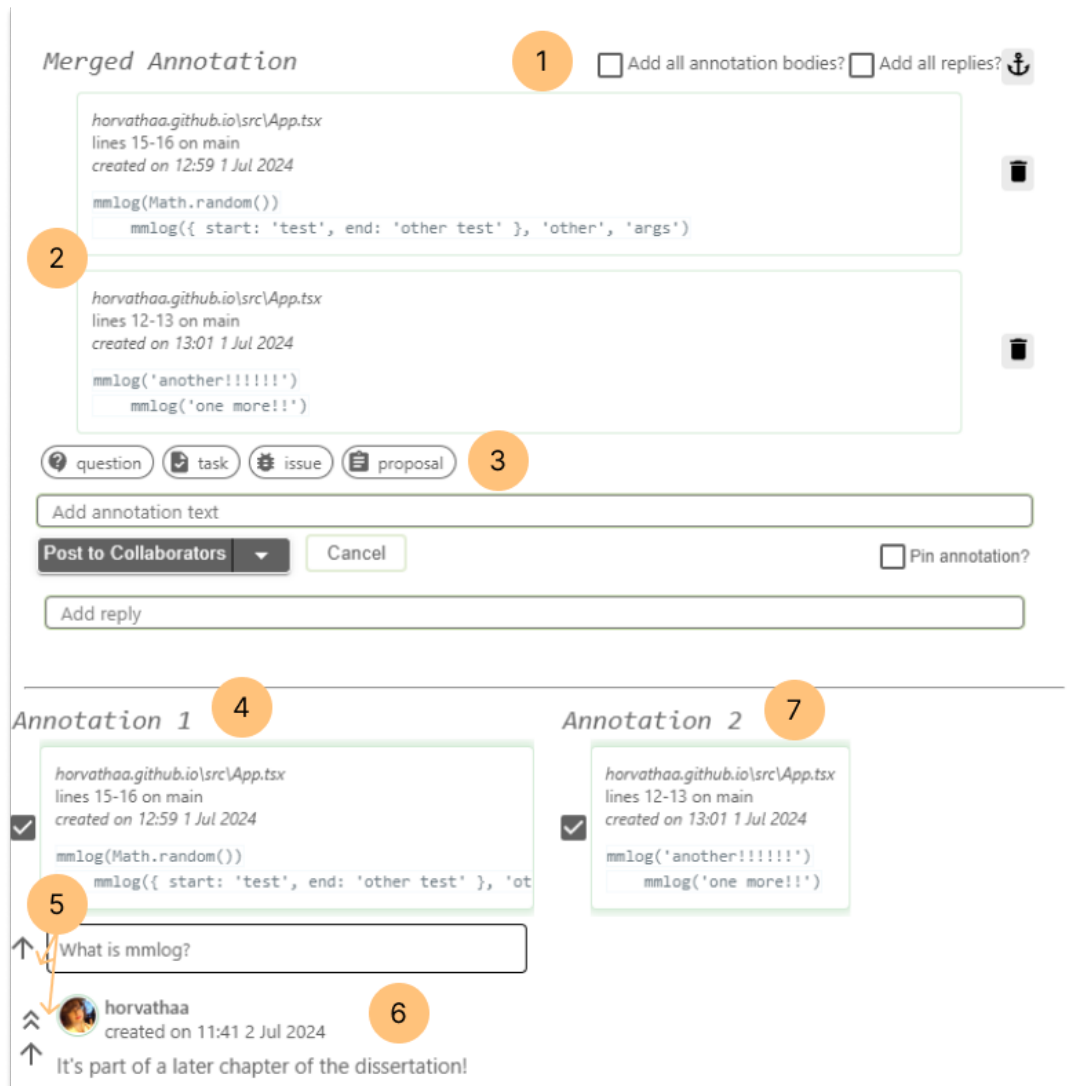 Merged Annotation 1 Add all annotation bodies? Add all replies?
horvathaa.github.io\src\App.tsx
lines 15-16 on main
created on 12:59 1 Jul 2024
mmlog(Math.random())
mmlog({ start: 'test', end: 'other test' }, 'other', 'args')
2
horvathaa.github.io\src\App.tsx
lines 12-13 on main
created on 13:01 1 Jul 2024
mmlog('another!!!!!!')
mmlog('one more!!')
question task issue proposal 3
Add annotation text
Post to Collaborators Cancel Pin annotation?
Add reply
Annotation 1 4
horvathaa.github.io\src\App.tsx
lines 15-16 on main
created on 12:59 1 Jul 2024
mmlog(Math.random())
mmlog({ start: 'test', end: 'other test' }, 'ot
5
What is mmlog?
horvathaa
created on 11:41 2 Jul 2024
6
It's part of a later chapter of the dissertation!
Annotation 2 7
horvathaa.github.io\src\App.tsx
lines 12-13 on main
created on 13:01 1 Jul 2024
mmlog('another!!!!!!')
mmlog('one more!!')